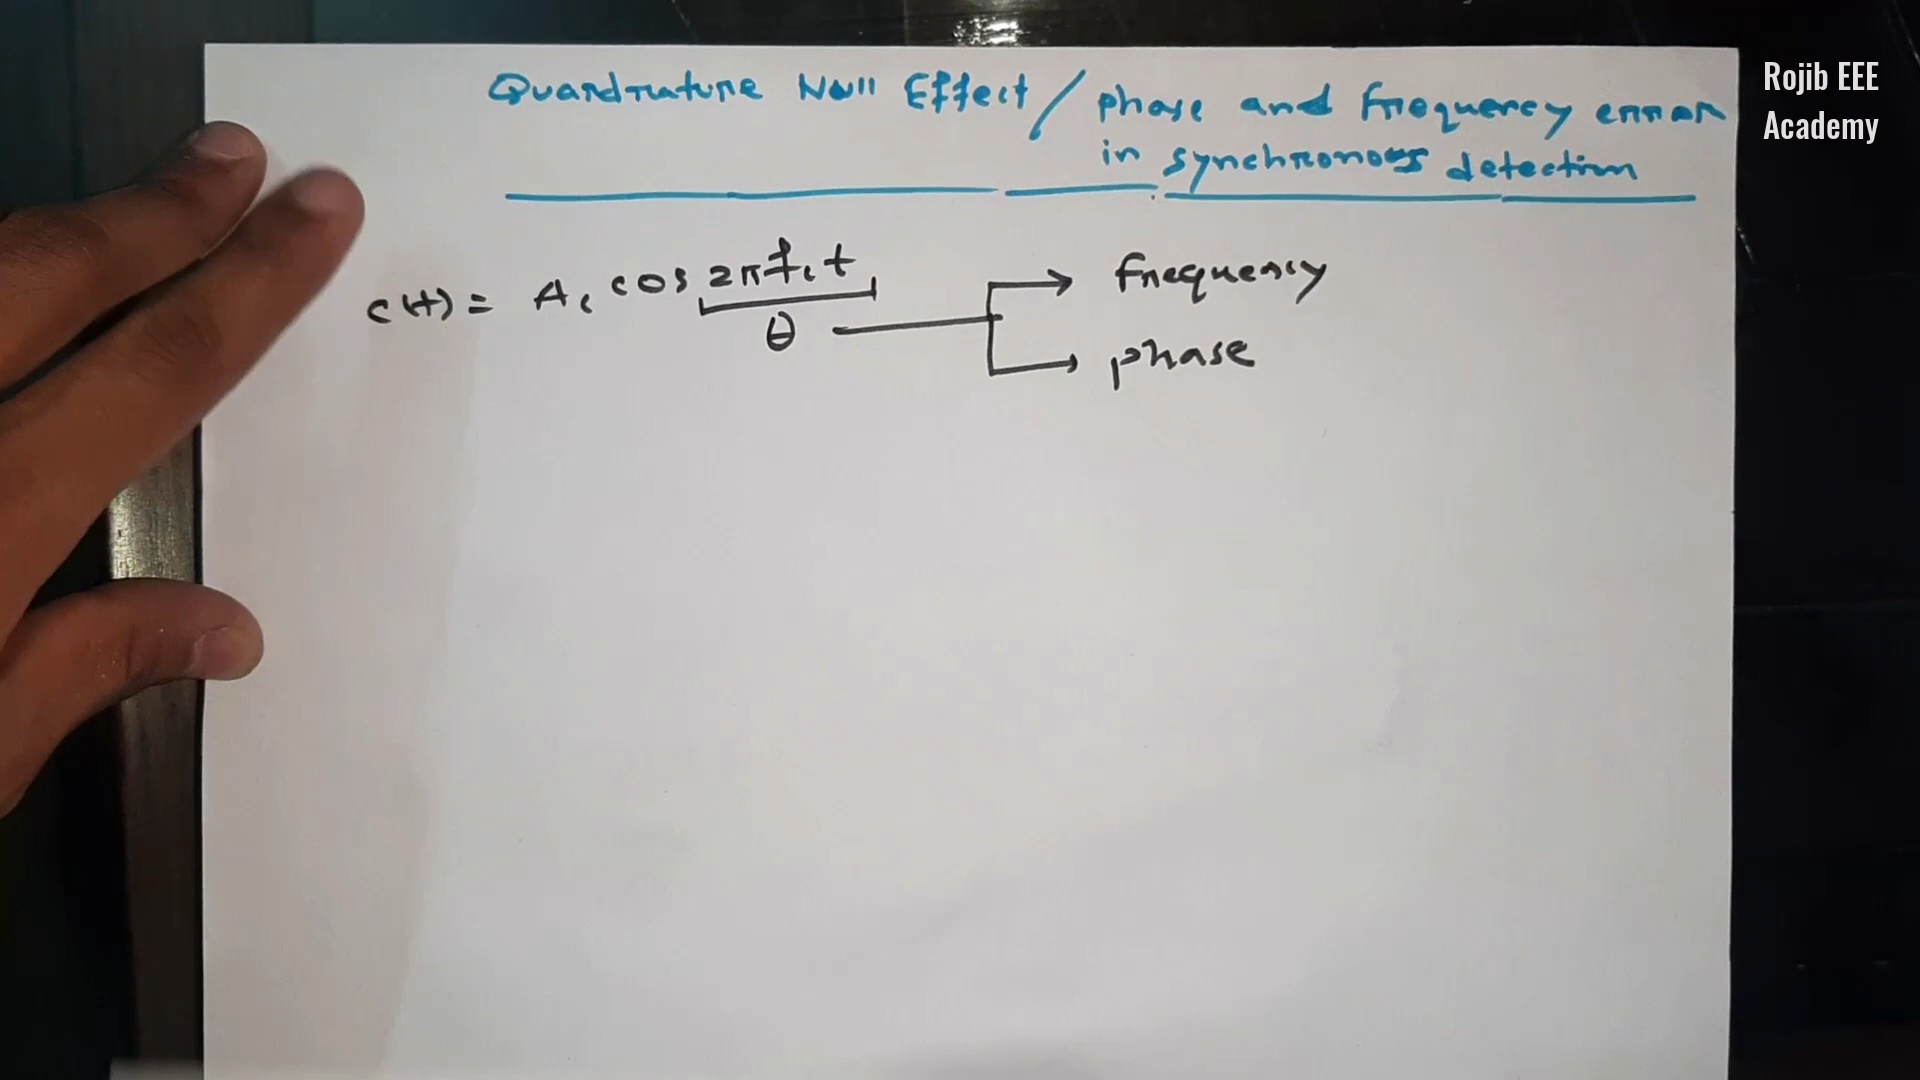 Quardrature Null Effect / phase and frequency error
in synchronous detection
c(t) = Ac cos 2πfct
θ
frequency
phase
Rojib EEE
Academy